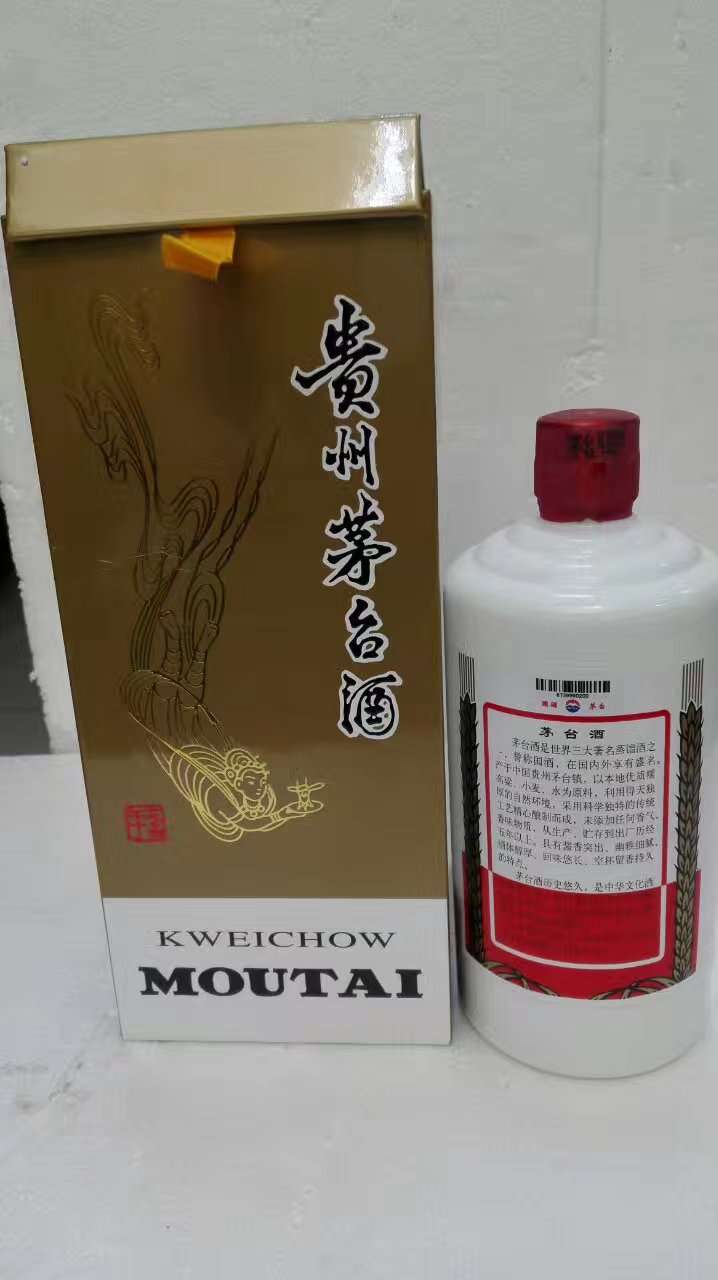 貴
州
茅
台
酒
KWEICHOW
MOUTAI
茅台酒
国酒 茅台
茅台酒
茅台酒是世界三大著名蒸馏酒之
一，誉称国酒，在国内外享有盛名。
产于中国贵州茅台镇，以本地优质糯
高粱、小麦、水为原料，利用得天独
厚的自然环境，采用科学独特的传统
工艺精心酿制而成，未添加任何香气、
香味物质，从生产、贮存到出厂历经
五年以上。具有酱香突出、幽雅细腻、
酒体醇厚、回味悠长、空杯留香持久
的特点。
茅台酒历史悠久，是中华文化酒